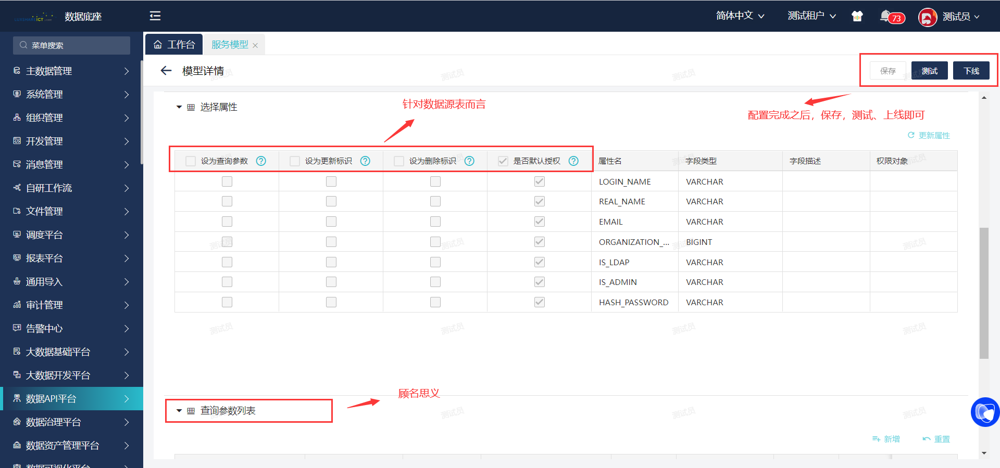 数据底座
简体中文
测试租户
73
测试员
菜单搜索
主数据管理
系统管理
组织管理
开发管理
消息管理
自研工作流
文件管理
调度平台
报表平台
通用导入
审计管理
告警中心
大数据基础平台
大数据开发平台
数据API平台
数据治理平台
数据资产管理平台
数据可视化平台
工作台
服务模型
模型详情
保存
测试
下线
选择属性
针对数据源表而言
配置完成之后，保存，测试、上线即可
更新属性
设为查询参数 设为更新标识 设为删除标识 是否默认授权 属性名 字段类型 字段描述 权限对象
LOGIN_NAME VARCHAR
REAL_NAME VARCHAR
EMAIL VARCHAR
ORGANIZATION_... BIGINT
IS_LDAP VARCHAR
IS_ADMIN VARCHAR
HASH_PASSWORD VARCHAR
顾名思义
查询参数列表
新增
重置
测试员